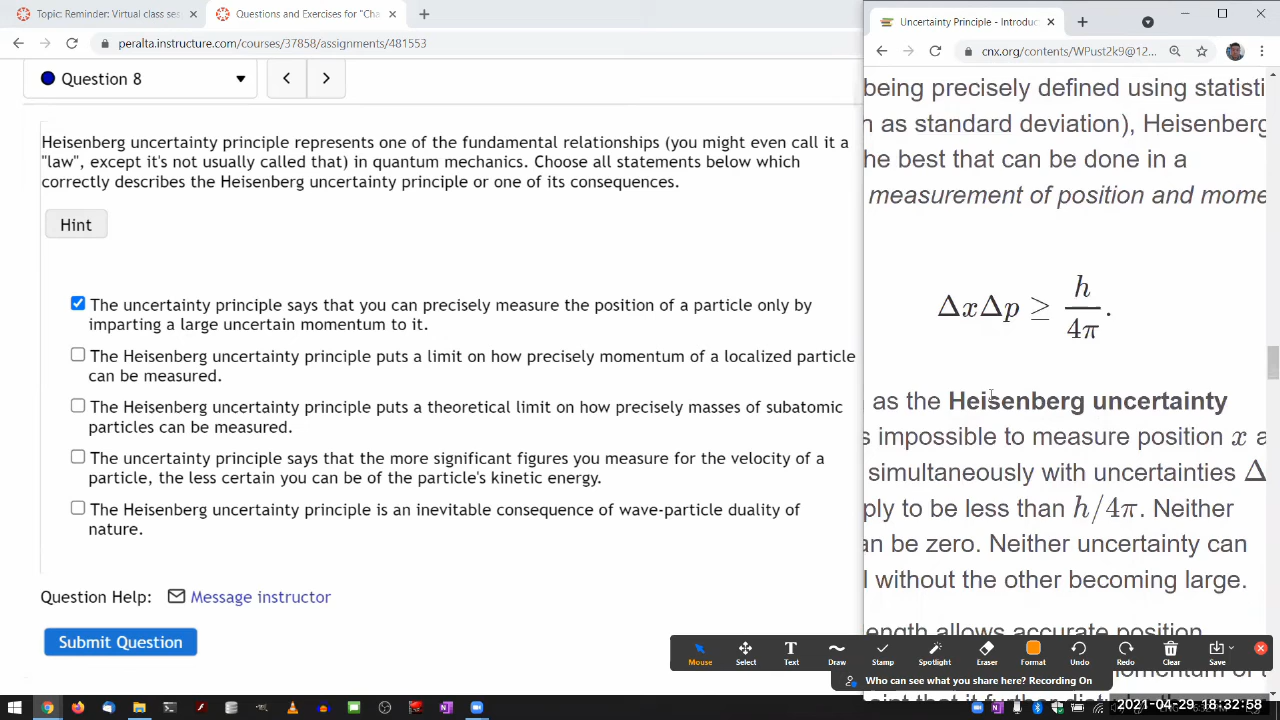 Topic: Reminder: Virtual class ses
Questions and Exercises for "Cha
peralta.instructure.com/courses/37858/assignments/481553
Question 8
Heisenberg uncertainty principle represents one of the fundamental relationships (you might even call it a
"law", except it's not usually called that) in quantum mechanics. Choose all statements below which
correctly describes the Heisenberg uncertainty principle or one of its consequences.
Hint
The uncertainty principle says that you can precisely measure the position of a particle only by
imparting a large uncertain momentum to it.
The Heisenberg uncertainty principle puts a limit on how precisely momentum of a localized particle
can be measured.
The Heisenberg uncertainty principle puts a theoretical limit on how precisely masses of subatomic
particles can be measured.
The uncertainty principle says that the more significant figures you measure for the velocity of a
particle, the less certain you can be of the particle's kinetic energy.
The Heisenberg uncertainty principle is an inevitable consequence of wave-particle duality of
nature.
Question Help: Message instructor
Submit Question
Uncertainty Principle - Introduc
cnx.org/contents/WPust2k9@12...
being precisely defined using statisti
n as standard deviation), Heisenberg
he best that can be done in a
measurement of position and mome
ΔxΔp ≥ h/4π.
as the Heisenberg uncertainty
s impossible to measure position x a
simultaneously with uncertainties Δ
ply to be less than h/4π. Neither
an be zero. Neither uncertainty can
l without the other becoming large.
ength allows accurate position
Mouse Select Text Draw Stamp Spotlight Eraser Format Undo Redo Clear Save
Who can see what you share here? Recording On
2021-04-29 18:32:58